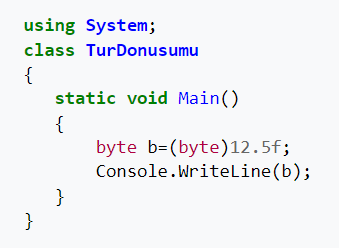 using System;
class TurDonusumu
{
   static void Main()
   {
      byte b=(byte)12.5f;
      Console.WriteLine(b);
   }
}